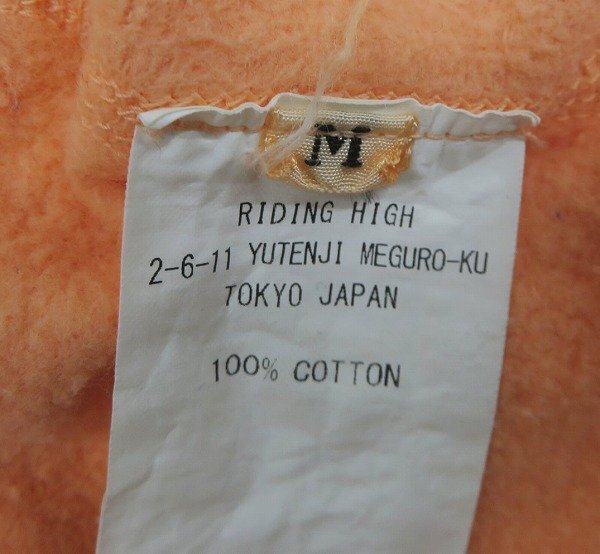 M
RIDING HIGH
2-6-11 YUTENJI MEGURO-KU
TOKYO JAPAN
100% COTTON